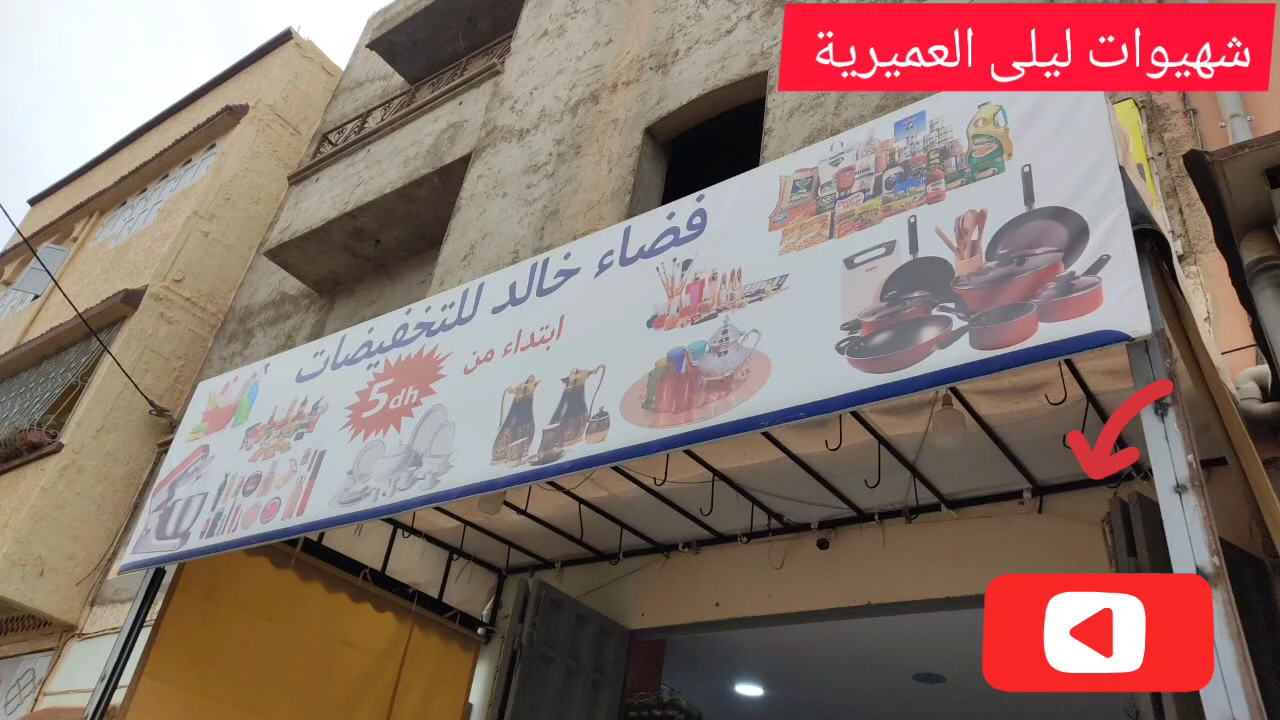 شهيوات ليلى العميرية
فضاء خالد للتخفيضات
ابتداء من
5dh